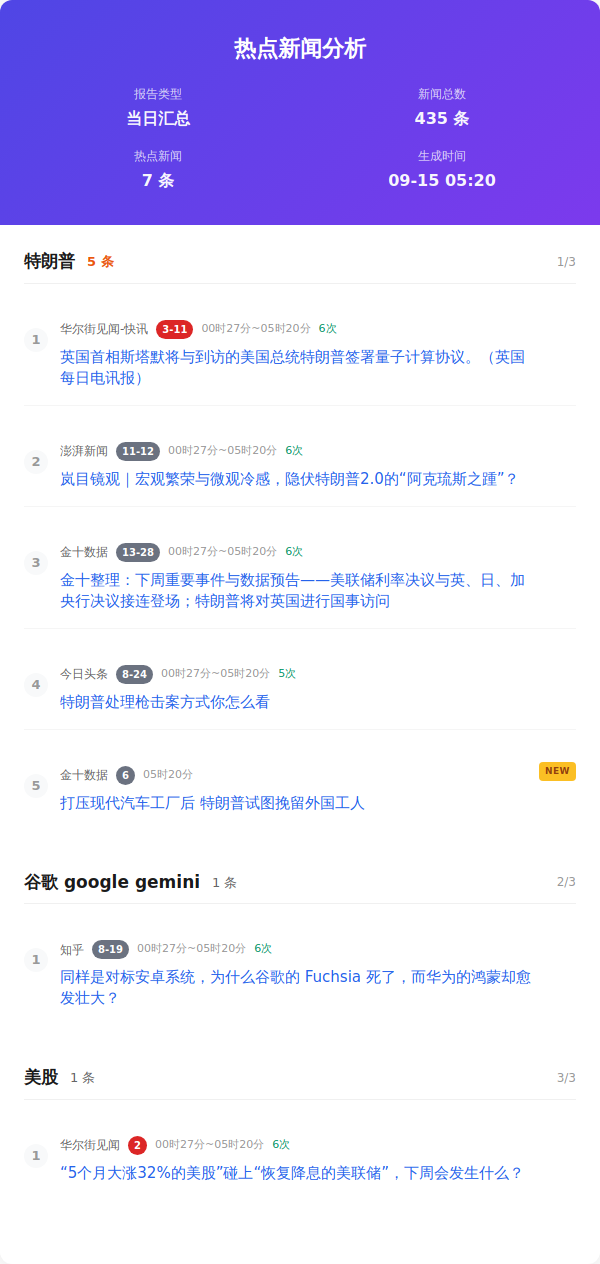 热点新闻分析
报告类型
新闻总数
当日汇总
435 条
热点新闻
生成时间
7 条
09-15 05:20
特朗普 5 条 1/3
1
华尔街见闻-快讯 3-11 00时27分~05时20分 6次
英国首相斯塔默将与到访的美国总统特朗普签署量子计算协议。（英国
每日电讯报）
2
澎湃新闻 11-12 00时27分~05时20分 6次
岚目镜观｜宏观繁荣与微观冷感，隐伏特朗普2.0的“阿克琉斯之踵”？
3
金十数据 13-28 00时27分~05时20分 6次
金十整理：下周重要事件与数据预告——美联储利率决议与英、日、加
央行决议接连登场；特朗普将对英国进行国事访问
4
今日头条 8-24 00时27分~05时20分 5次
特朗普处理枪击案方式你怎么看
5
金十数据 6 05时20分 NEW
打压现代汽车工厂后 特朗普试图挽留外国工人
谷歌 google gemini 1 条 2/3
1
知乎 8-19 00时27分~05时20分 6次
同样是对标安卓系统，为什么谷歌的 Fuchsia 死了，而华为的鸿蒙却愈
发壮大？
美股 1 条 3/3
1
华尔街见闻 2 00时27分~05时20分 6次
“5个月大涨32%的美股”碰上“恢复降息的美联储”，下周会发生什么？